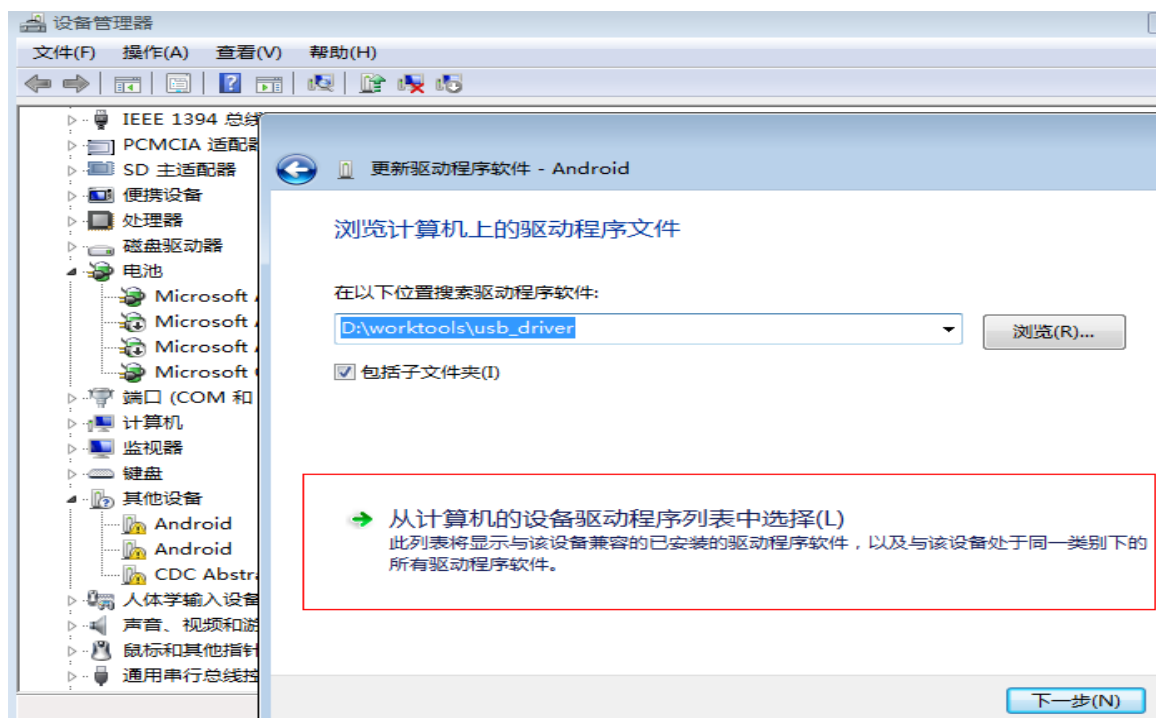 设备管理器
文件(F) 操作(A) 查看(V) 帮助(H)
IEEE 1394 总线
PCMCIA 适配器
SD 主适配器
便携设备
处理器
磁盘驱动器
电池
Microsoft
Microsoft
Microsoft
Microsoft
端口 (COM 和
计算机
监视器
键盘
其他设备
Android
Android
CDC Abstra
人体学输入设备
声音、视频和游
鼠标和其他指针
通用串行总线控
更新驱动程序软件 - Android
浏览计算机上的驱动程序文件
在以下位置搜索驱动程序软件:
D:\worktools\usb_driver
浏览(R)...
包括子文件夹(I)
从计算机的设备驱动程序列表中选择(L)
此列表将显示与该设备兼容的已安装的驱动程序软件，以及与该设备处于同一类别下的
所有驱动程序软件。
下一步(N)